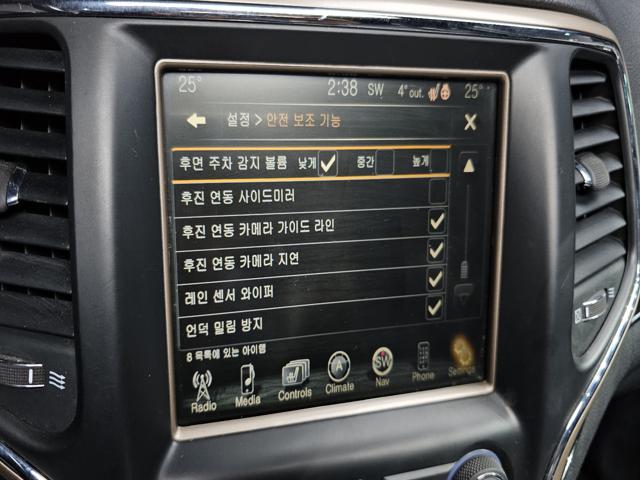 25° 2:38 SW 4° out. 25°
설정 > 안전 보조 기능
후면 주차 감지 볼륨 낮게 중간 높게
후진 연동 사이드미러
후진 연동 카메라 가이드 라인
후진 연동 카메라 지연
레인 센서 와이퍼
언덕 밀림 방지
8 목록에 있는 아이템
Radio Media Controls Climate Nav Phone Settings
A SW